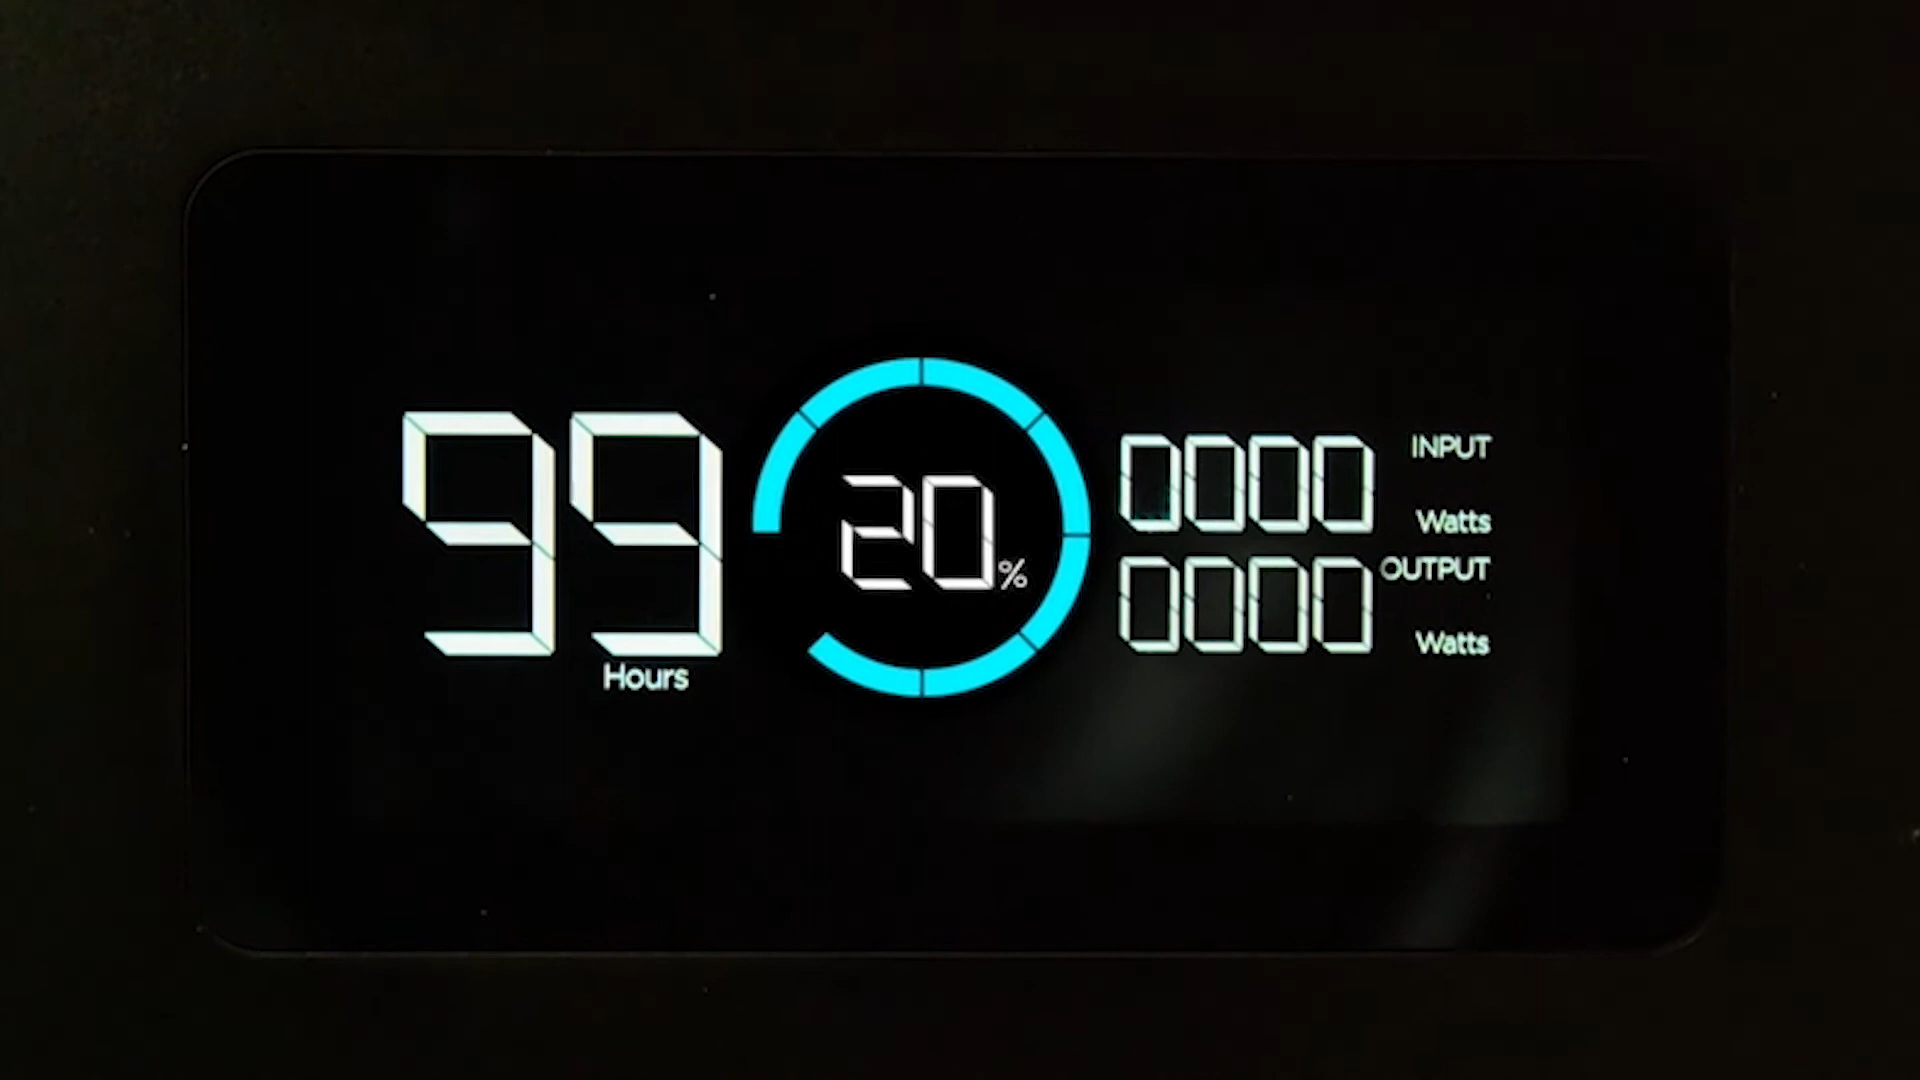 99
Hours
20%
0000 INPUT
Watts
0000 OUTPUT
Watts